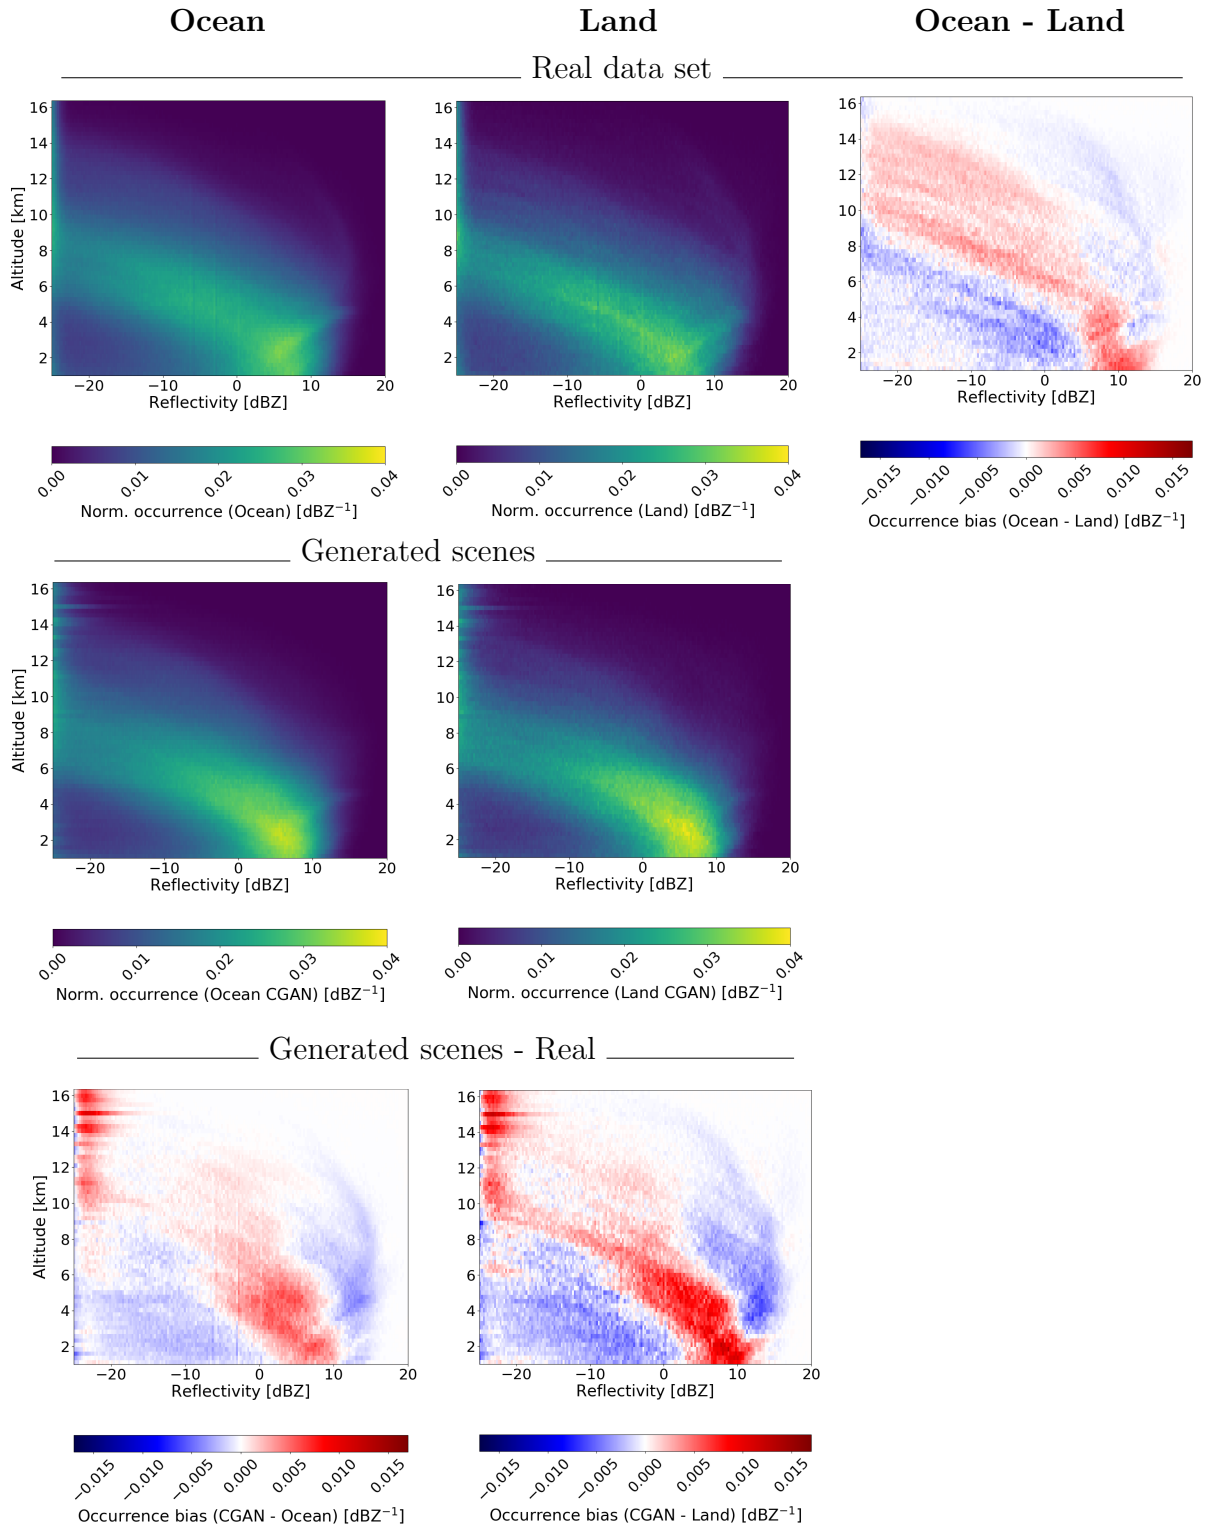 Ocean Land Ocean - Land
Real data set
16 14 12 10 8 6 4 2
Altitude [km]
−20 −10 0 10 20
Reflectivity [dBZ]
0.00 0.01 0.02 0.03 0.04
Norm. occurrence (Ocean) [dBZ⁻¹]
16 14 12 10 8 6 4 2
−20 −10 0 10 20
Reflectivity [dBZ]
0.00 0.01 0.02 0.03 0.04
Norm. occurrence (Land) [dBZ⁻¹]
16 14 12 10 8 6 4 2
−20 −10 0 10 20
Reflectivity [dBZ]
−0.015 −0.010 −0.005 0.000 0.005 0.010 0.015
Occurrence bias (Ocean - Land) [dBZ⁻¹]
Generated scenes
16 14 12 10 8 6 4 2
Altitude [km]
−20 −10 0 10 20
Reflectivity [dBZ]
0.00 0.01 0.02 0.03 0.04
Norm. occurrence (Ocean CGAN) [dBZ⁻¹]
16 14 12 10 8 6 4 2
−20 −10 0 10 20
Reflectivity [dBZ]
0.00 0.01 0.02 0.03 0.04
Norm. occurrence (Land CGAN) [dBZ⁻¹]
Generated scenes - Real
16 14 12 10 8 6 4 2
Altitude [km]
−20 −10 0 10 20
Reflectivity [dBZ]
−0.015 −0.010 −0.005 0.000 0.005 0.010 0.015
Occurrence bias (CGAN - Ocean) [dBZ⁻¹]
16 14 12 10 8 6 4 2
−20 −10 0 10 20
Reflectivity [dBZ]
−0.015 −0.010 −0.005 0.000 0.005 0.010 0.015
Occurrence bias (CGAN - Land) [dBZ⁻¹]